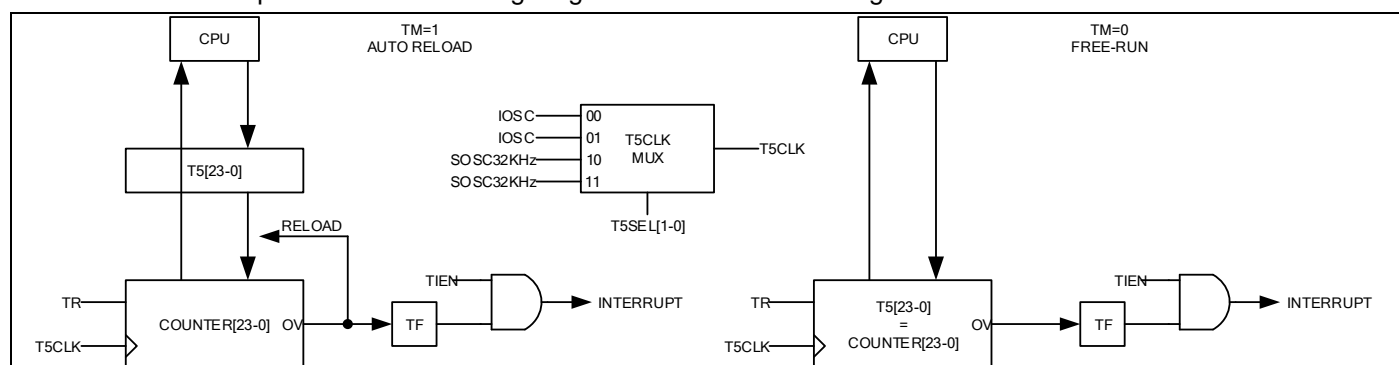 CPU
TM=1
AUTO RELOAD
CPU
TM=0
FREE-RUN
IOSC
00
IOSC
01
SOSC32KHz
10
SOSC32KHz
11
T5CLK
MUX
T5CLK
T5SEL[1-0]
T5[23-0]
RELOAD
TR
T5CLK
COUNTER[23-0]
OV
TF
TIEN
INTERRUPT
TR
T5CLK
T5[23-0]
=
COUNTER[23-0]
OV
TF
TIEN
INTERRUPT